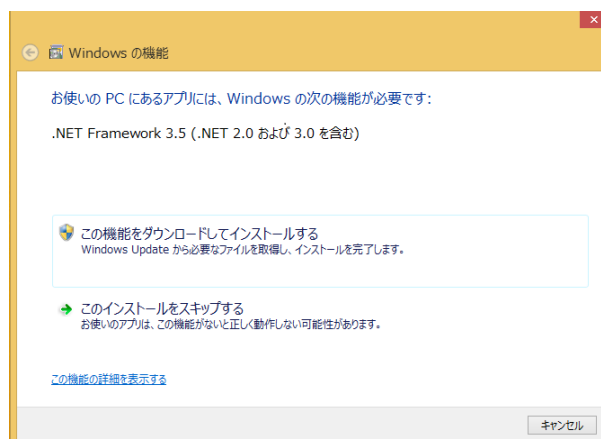 Windows の機能
お使いの PC にあるアプリには、Windows の次の機能が必要です:
.NET Framework 3.5 (.NET 2.0 および 3.0 を含む)
この機能をダウンロードしてインストールする
Windows Update から必要なファイルを取得し、インストールを完了します。
このインストールをスキップする
お使いのアプリは、この機能がないと正しく動作しない可能性があります。
この機能の詳細を表示する
キャンセル